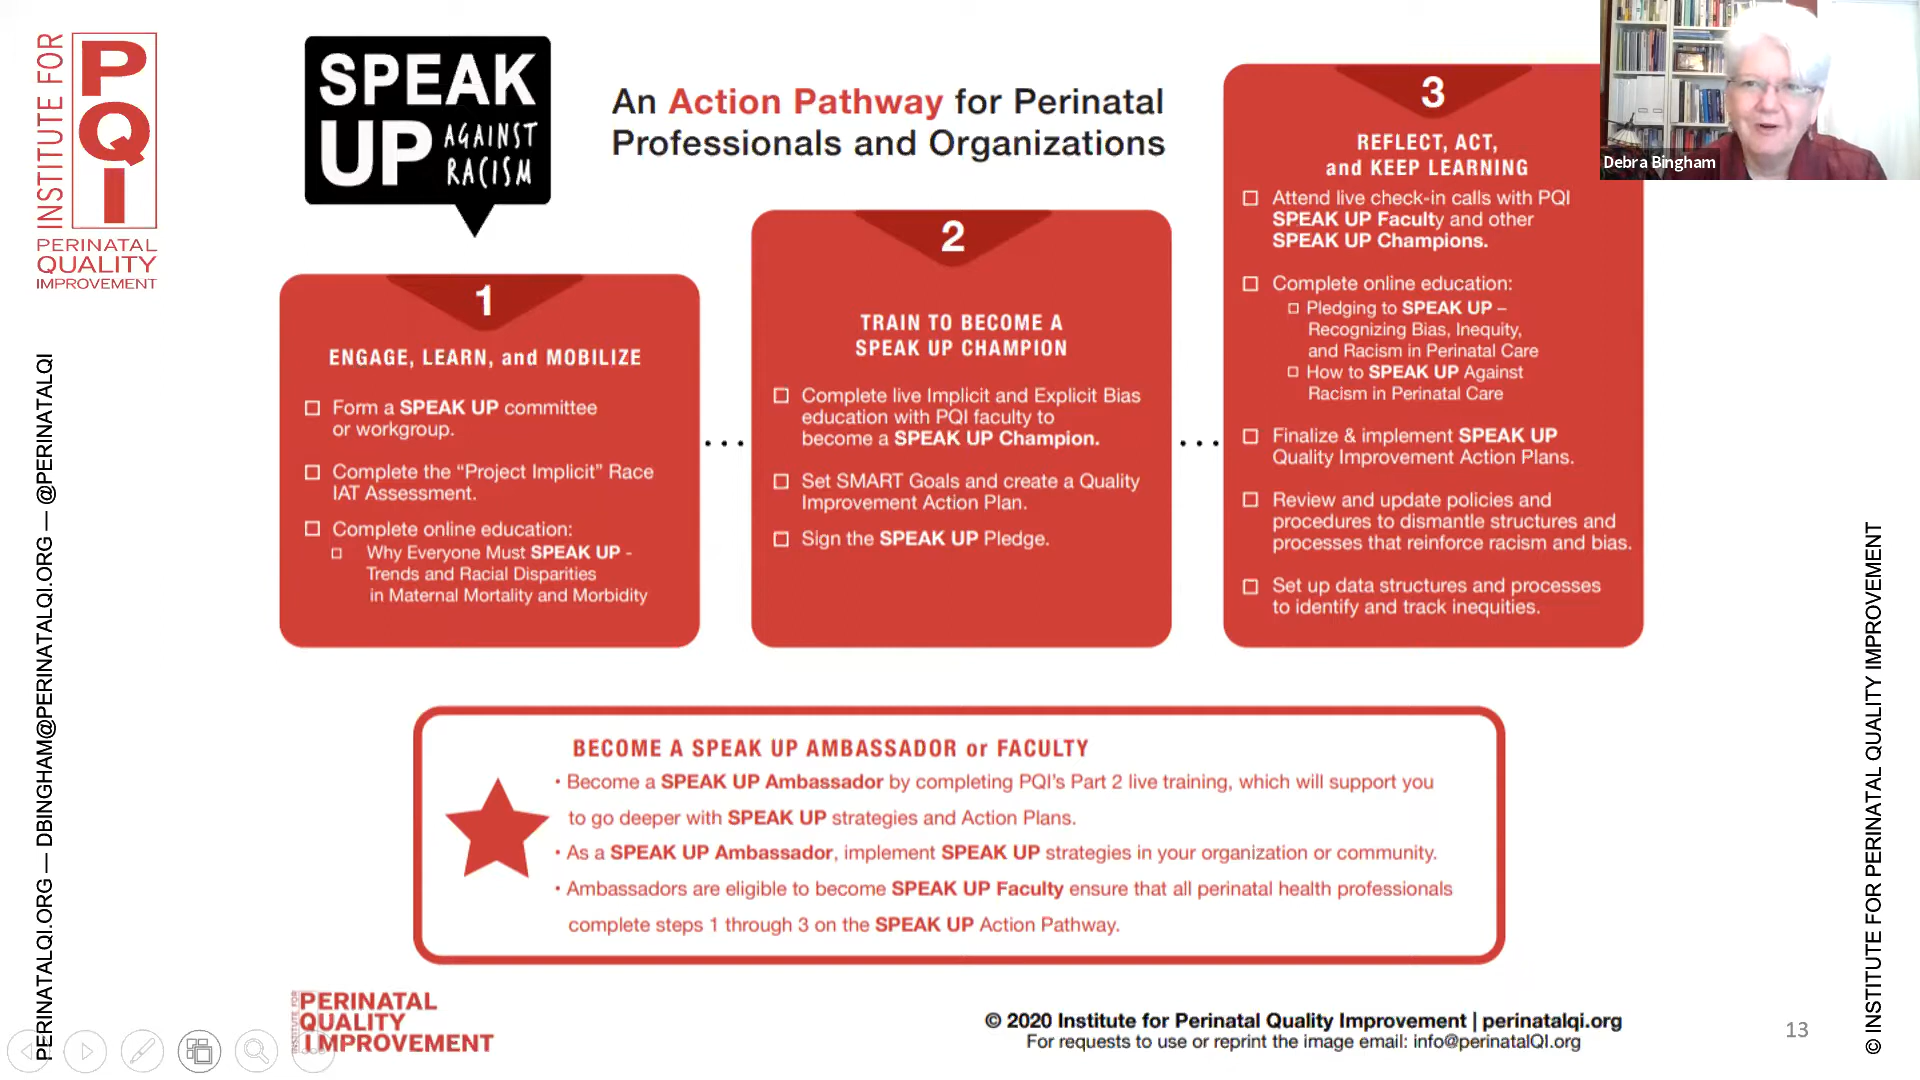 INSTITUTE FOR
PQI
PERINATAL
QUALITY
IMPROVEMENT
SPEAK
UP AGAINST
RACISM
An Action Pathway for Perinatal
Professionals and Organizations
Debra Bingham
1
ENGAGE, LEARN, and MOBILIZE
Form a SPEAK UP committee
or workgroup.
Complete the “Project Implicit” Race
IAT Assessment.
Complete online education:
Why Everyone Must SPEAK UP -
Trends and Racial Disparities
in Maternal Mortality and Morbidity
2
TRAIN TO BECOME A
SPEAK UP CHAMPION
Complete live Implicit and Explicit Bias
education with PQI faculty to
become a SPEAK UP Champion.
Set SMART Goals and create a Quality
Improvement Action Plan.
Sign the SPEAK UP Pledge.
3
REFLECT, ACT,
and KEEP LEARNING
Attend live check-in calls with PQI
SPEAK UP Faculty and other
SPEAK UP Champions.
Complete online education:
Pledging to SPEAK UP –
Recognizing Bias, Inequity,
and Racism in Perinatal Care
How to SPEAK UP Against
Racism in Perinatal Care
Finalize & implement SPEAK UP
Quality Improvement Action Plans.
Review and update policies and
procedures to dismantle structures and
processes that reinforce racism and bias.
Set up data structures and processes
to identify and track inequities.
BECOME A SPEAK UP AMBASSADOR or FACULTY
• Become a SPEAK UP Ambassador by completing PQI’s Part 2 live training, which will support you
to go deeper with SPEAK UP strategies and Action Plans.
• As a SPEAK UP Ambassador, implement SPEAK UP strategies in your organization or community.
• Ambassadors are eligible to become SPEAK UP Faculty ensure that all perinatal health professionals
complete steps 1 through 3 on the SPEAK UP Action Pathway.
INSTITUTE FOR
PERINATAL
QUALITY
IMPROVEMENT
© 2020 Institute for Perinatal Quality Improvement | perinatalqi.org
For requests to use or reprint the image email: info@perinatalQI.org
13
PERINATALQI.ORG — DBINGHAM@PERINATALQI.ORG — @PERINATALQI
© INSTITUTE FOR PERINATAL QUALITY IMPROVEMENT